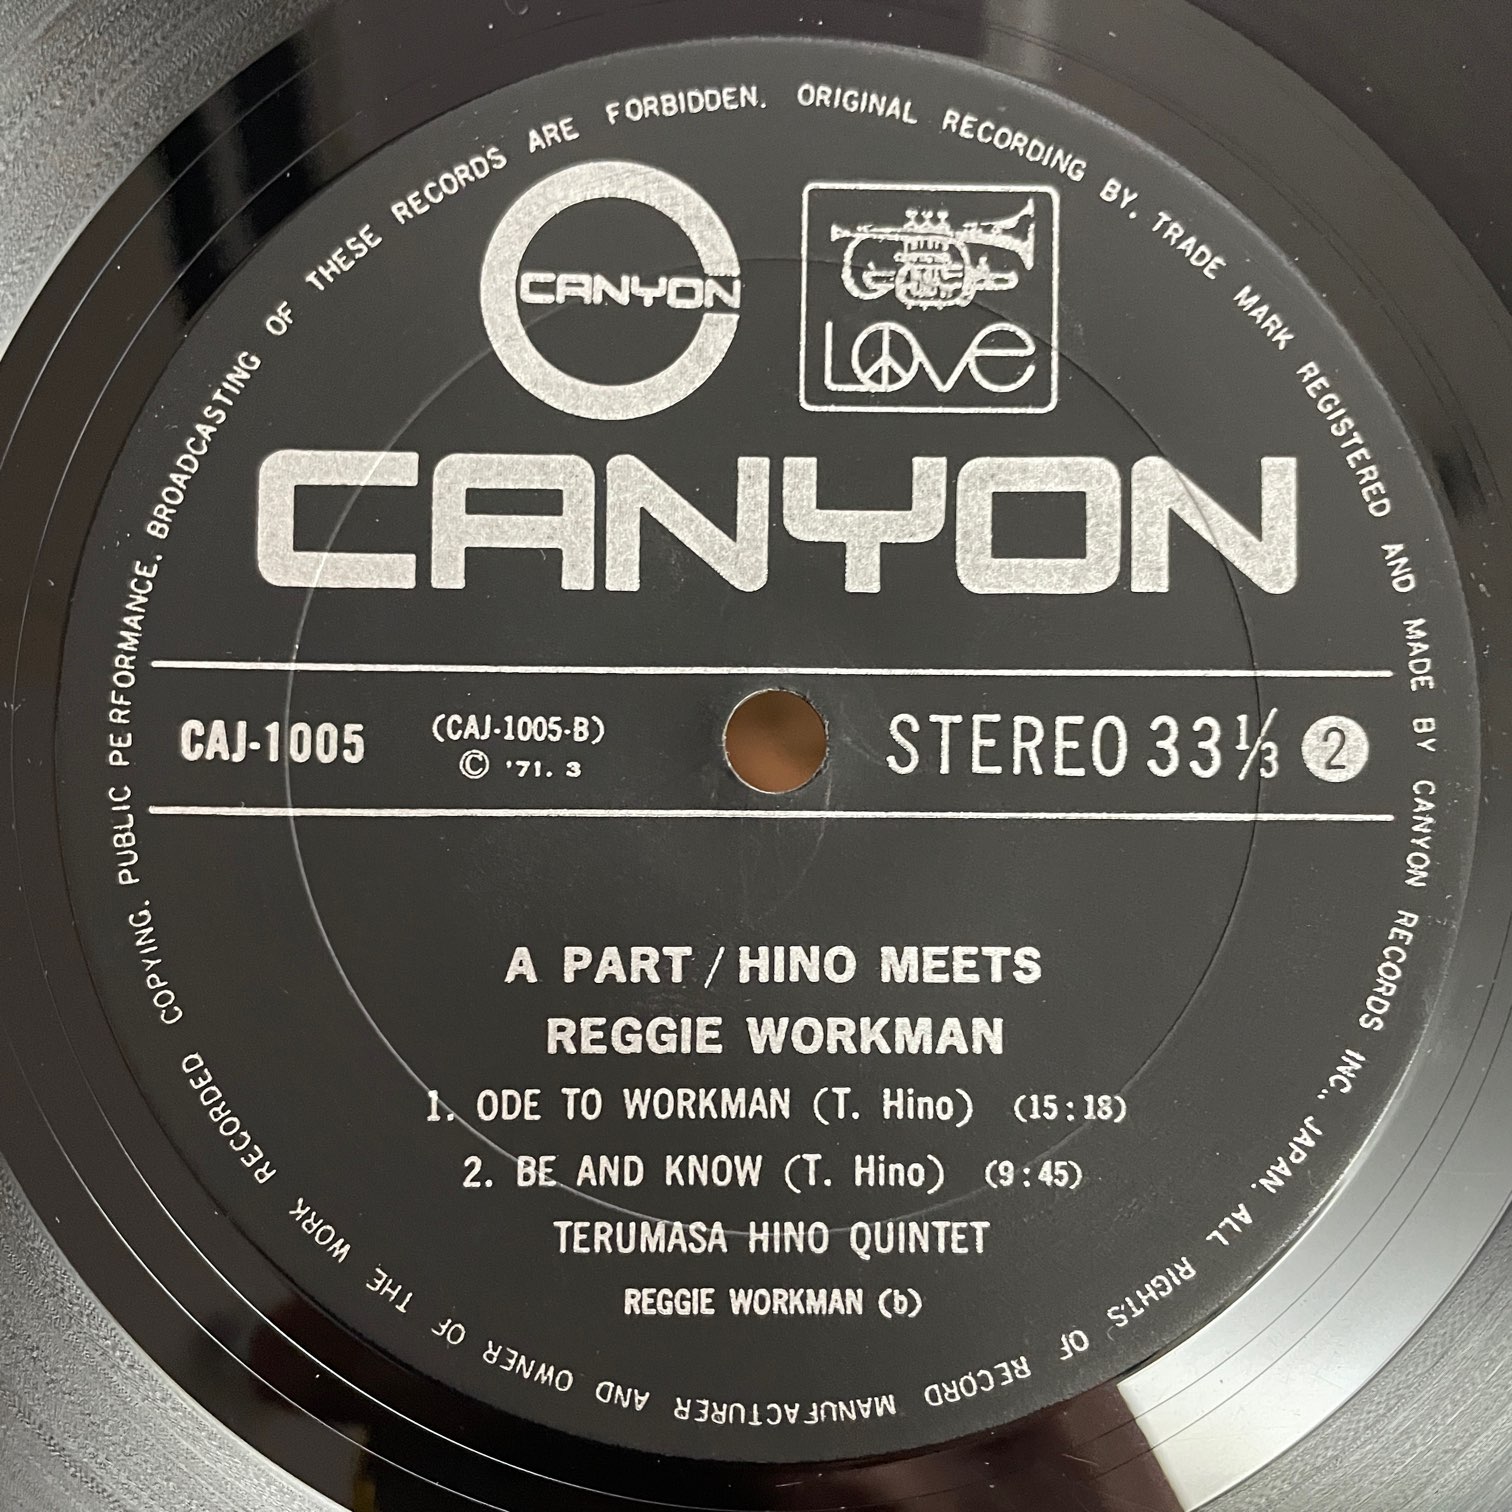 ORIGINAL RECORDING BY. TRADE MARK REGISTERED AND MADE BY CANYON RECORDS INC., JAPAN. ALL RIGHTS OF RECORD MANUFACTURER AND OWNER OF THE WORK RECORDED RECORD COPYING. PUBLIC PERFORMANCE. BROADCASTING OF THESE RECORDS ARE FORBIDDEN.
CANYON
LOVE
CANYON
CAJ-1005 (CAJ-1005-B) STEREO 33⅓ 2
© '71. 3
A PART / HINO MEETS
REGGIE WORKMAN
1. ODE TO WORKMAN (T. Hino) (15:18)
2. BE AND KNOW (T. Hino) (9:45)
TERUMASA HINO QUINTET
REGGIE WORKMAN (b)